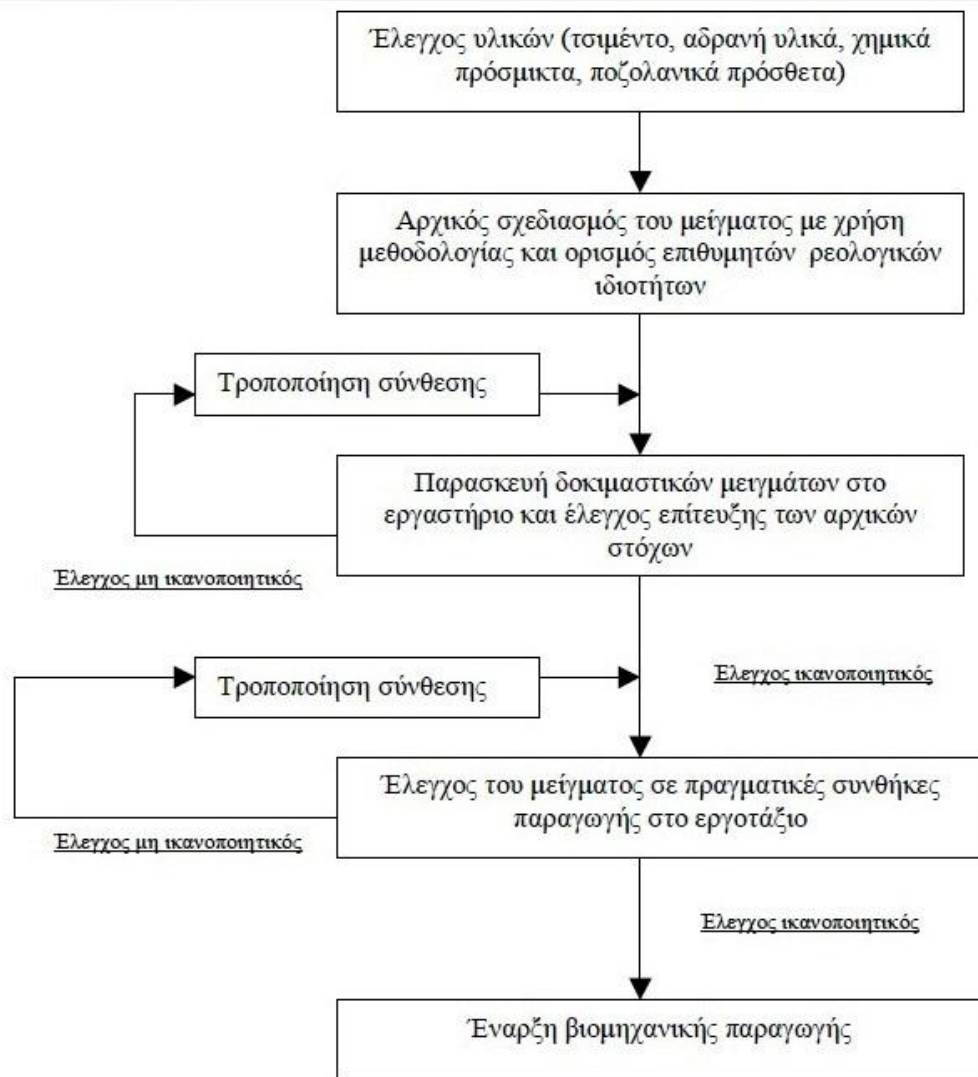 Έλεγχος υλικών (τσιμέντο, αδρανή υλικά, χημικά
πρόσμικτα, ποζολανικά πρόσθετα)
Αρχικός σχεδιασμός του μείγματος με χρήση
μεθοδολογίας και ορισμός επιθυμητών ρεολογικών
ιδιοτήτων
Τροποποίηση σύνθεσης
Παρασκευή δοκιμαστικών μειγμάτων στο
εργαστήριο και έλεγχος επίτευξης των αρχικών
στόχων
Έλεγχος μη ικανοποιητικός
Έλεγχος ικανοποιητικός
Τροποποίηση σύνθεσης
Έλεγχος του μείγματος σε πραγματικές συνθήκες
παραγωγής στο εργοτάξιο
Έλεγχος μη ικανοποιητικός
Έλεγχος ικανοποιητικός
Έναρξη βιομηχανικής παραγωγής